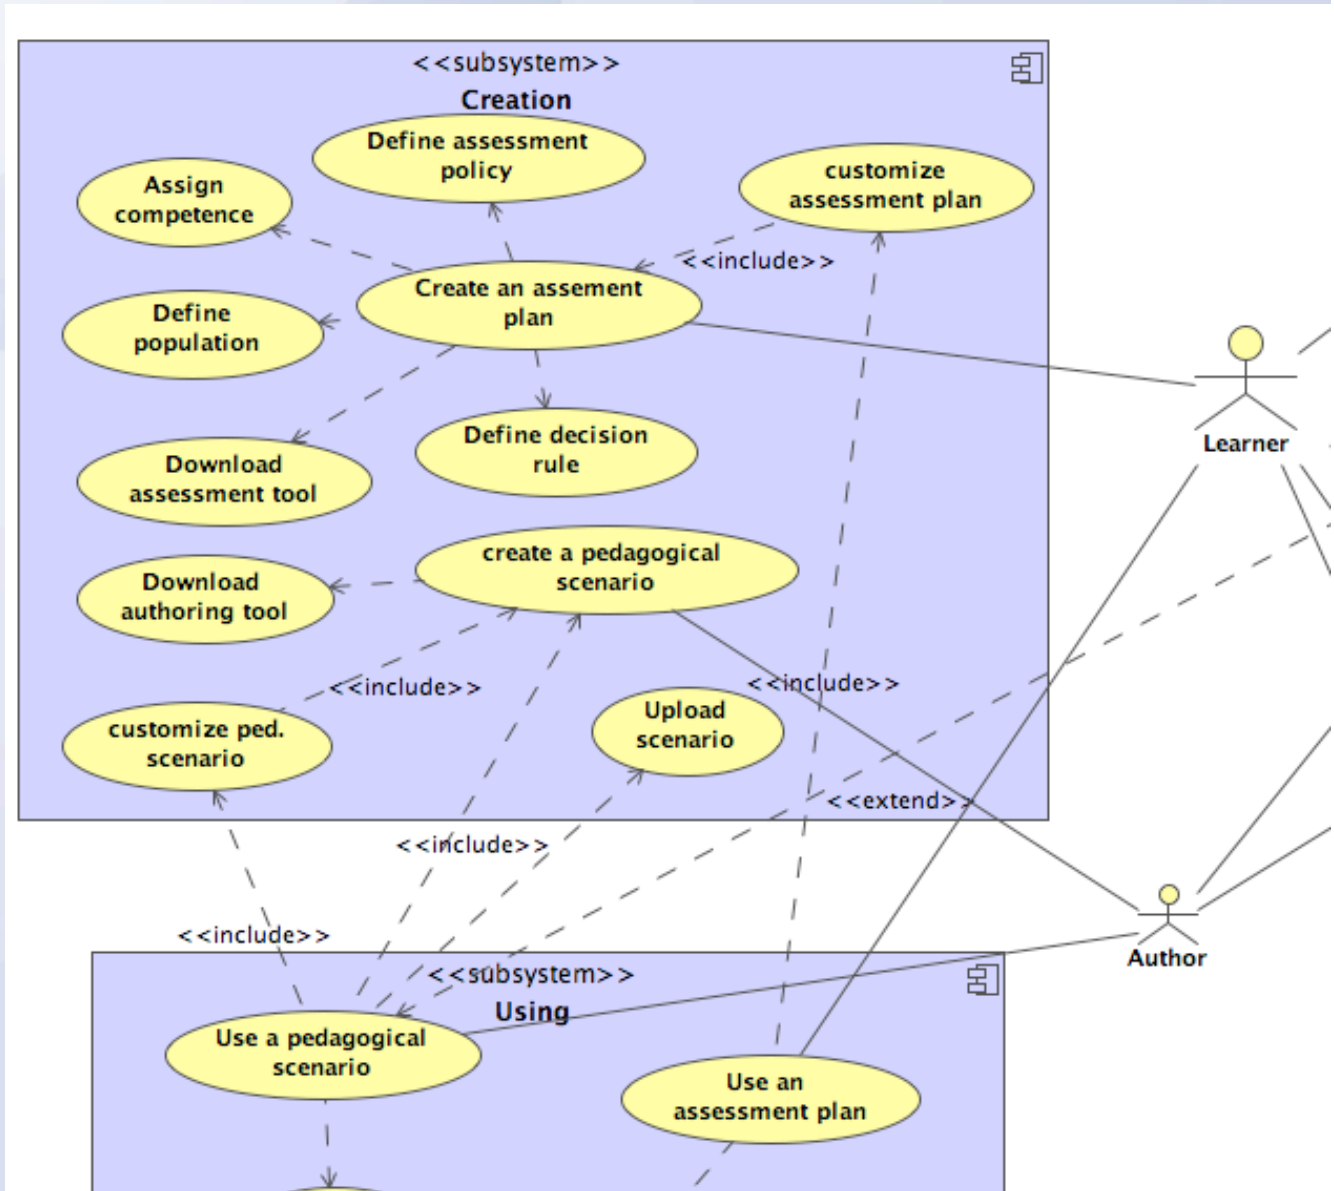 <<subsystem>>
Creation
Define assessment
policy
customize
assessment plan
Assign
competence
<<include>>
Create an assement
plan
Define
population
Learner
Define decision
rule
Download
assessment tool
create a pedagogical
scenario
Download
authoring tool
<<include>>
<<include>>
Upload
scenario
customize ped.
scenario
<<extend>>
<<include>>
<<include>>
Author
<<subsystem>>
Using
Use a pedagogical
scenario
Use an
assessment plan